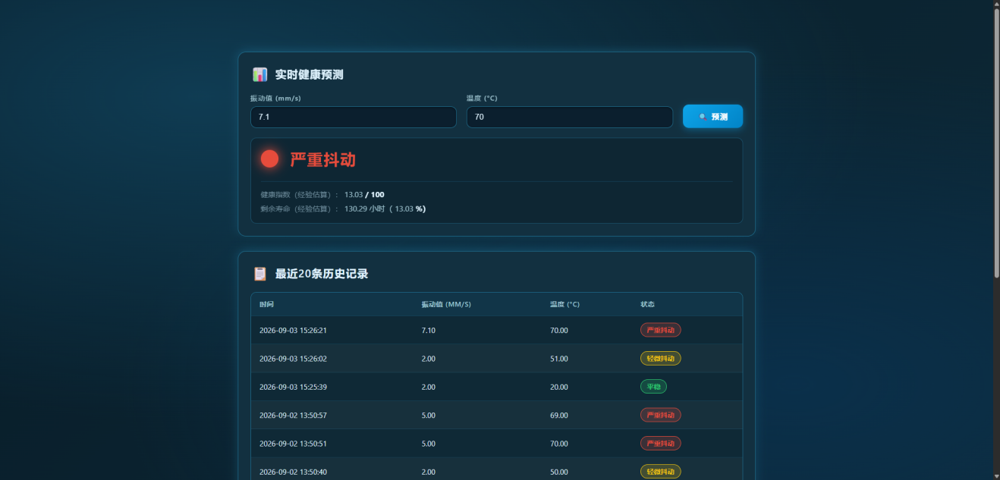 实时健康预测
振动值 (mm/s) 温度 (°C)
7.1 70 预测
严重抖动
健康指数（经验估算）： 13.03 / 100
剩余寿命（经验估算）： 130.29 小时（ 13.03 %)
最近20条历史记录
时间 振动值 (MM/S) 温度 (°C) 状态
2026-09-03 15:26:21 7.10 70.00 严重抖动
2026-09-03 15:26:02 2.00 51.00 轻微抖动
2026-09-03 15:25:39 2.00 20.00 平稳
2026-09-02 13:50:57 5.00 69.00 严重抖动
2026-09-02 13:50:51 5.00 70.00 严重抖动
2026-09-02 13:50:40 2.00 50.00 轻微抖动